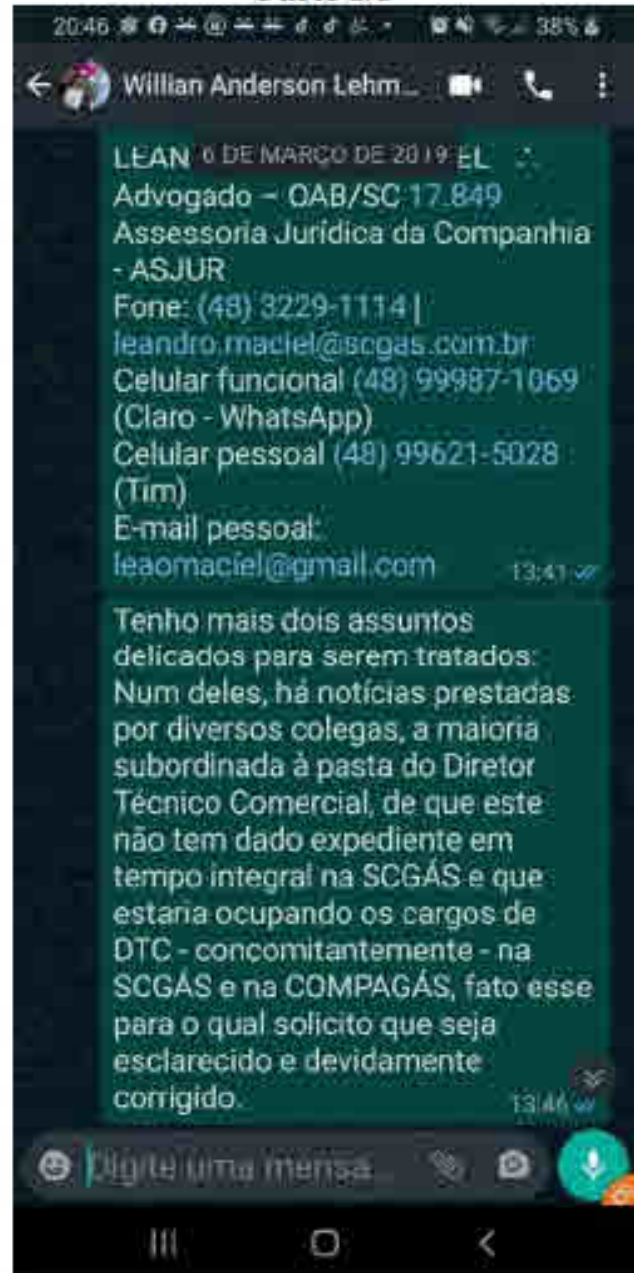 20:46 38%
Willian Anderson Lehm...
LEAN 6 DE MARÇO DE 2019 EL
Advogado – OAB/SC 17.849
Assessoria Jurídica da Companhia
- ASJUR
Fone: (48) 3229-1114 |
leandro.maciel@scgas.com.br
Celular funcional (48) 99987-1069
(Claro - WhatsApp)
Celular pessoal (48) 99621-5028
(Tim)
E-mail pessoal:
leaomaciel@gmail.com 13:41
Tenho mais dois assuntos
delicados para serem tratados:
Num deles, há notícias prestadas
por diversos colegas, a maioria
subordinada à pasta do Diretor
Técnico Comercial, de que este
não tem dado expediente em
tempo integral na SCGÁS e que
estaria ocupando os cargos de
DTC - concomitantemente - na
SCGÁS e na COMPAGÁS, fato esse
para o qual solicito que seja
esclarecido e devidamente
corrigido. 13:46
Digite uma mensa...